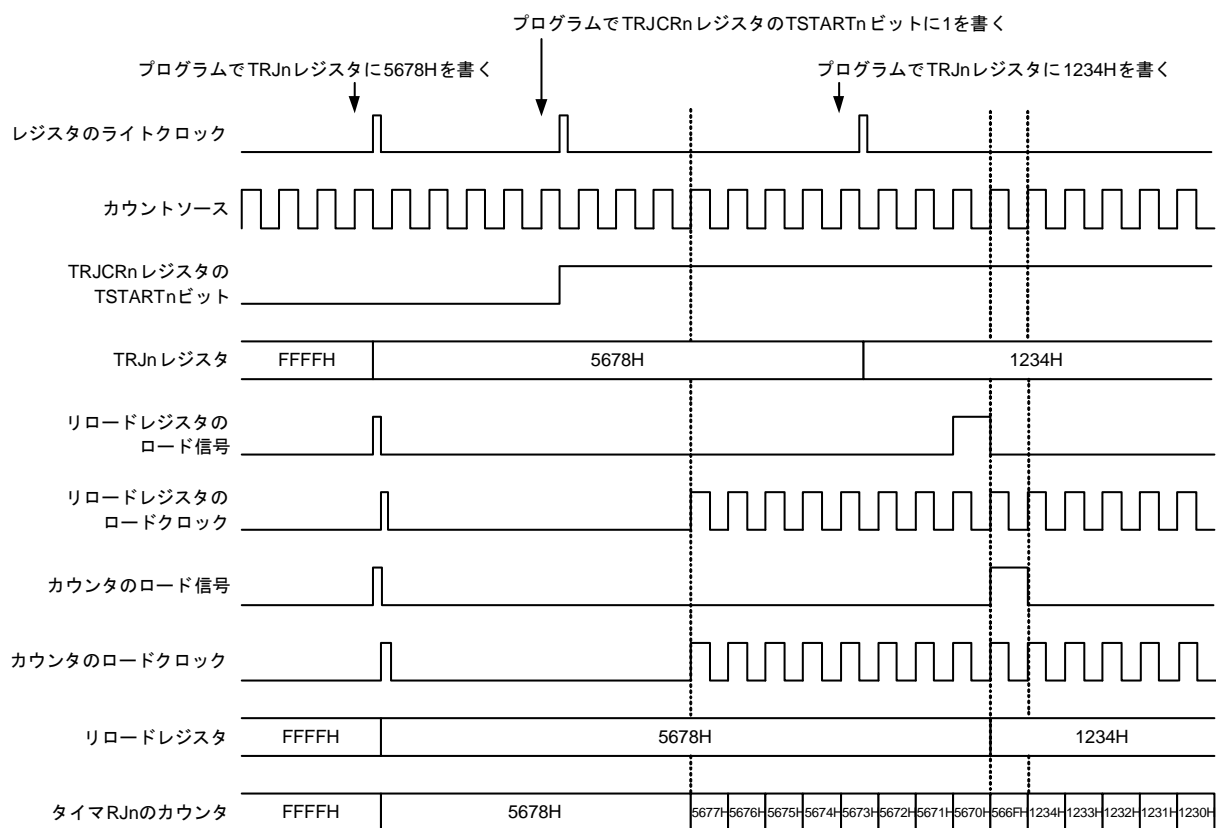 プログラムでTRJCRnレジスタのTSTARTnビットに1を書く
プログラムでTRJnレジスタに5678Hを書く
プログラムでTRJnレジスタに1234Hを書く
レジスタのライトクロック
カウントソース
TRJCRnレジスタの
TSTARTnビット
TRJnレジスタ
FFFFH 5678H 1234H
リロードレジスタの
ロード信号
リロードレジスタの
ロードクロック
カウンタのロード信号
カウンタのロードクロック
リロードレジスタ
FFFFH 5678H 1234H
タイマRJnのカウンタ
FFFFH 5678H 5677H 5676H 5675H 5674H 5673H 5672H 5671H 5670H 566FH 1234H 1233H 1232H 1231H 1230H